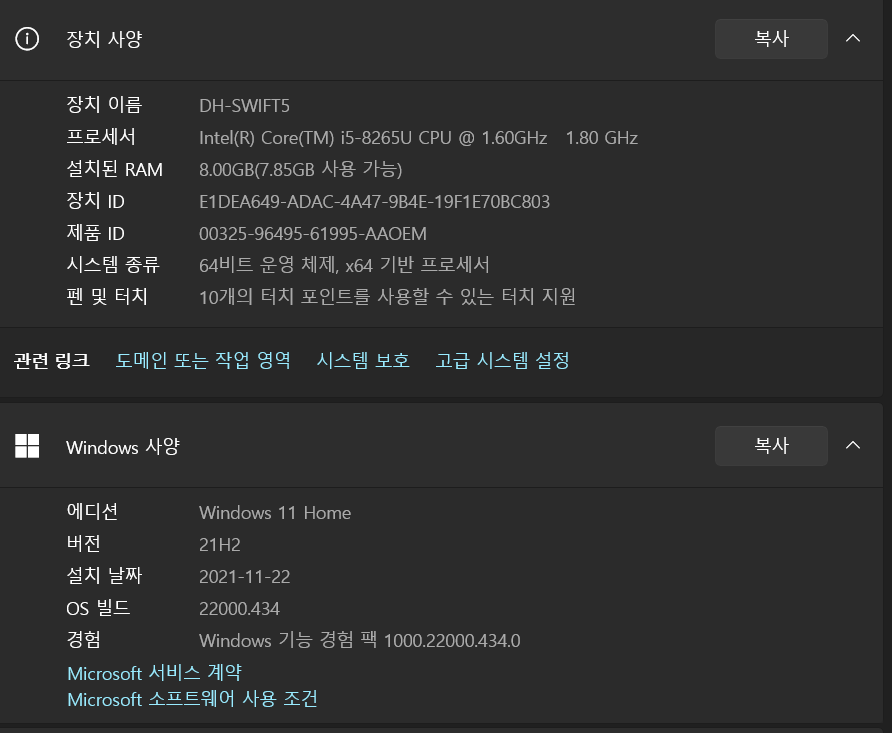 장치 사양 복사
장치 이름 DH-SWIFT5
프로세서 Intel(R) Core(TM) i5-8265U CPU @ 1.60GHz 1.80 GHz
설치된 RAM 8.00GB(7.85GB 사용 가능)
장치 ID E1DEA649-ADAC-4A47-9B4E-19F1E70BC803
제품 ID 00325-96495-61995-AAOEM
시스템 종류 64비트 운영 체제, x64 기반 프로세서
펜 및 터치 10개의 터치 포인트를 사용할 수 있는 터치 지원
관련 링크 도메인 또는 작업 영역 시스템 보호 고급 시스템 설정
Windows 사양 복사
에디션 Windows 11 Home
버전 21H2
설치 날짜 2021-11-22
OS 빌드 22000.434
경험 Windows 기능 경험 팩 1000.22000.434.0
Microsoft 서비스 계약
Microsoft 소프트웨어 사용 조건